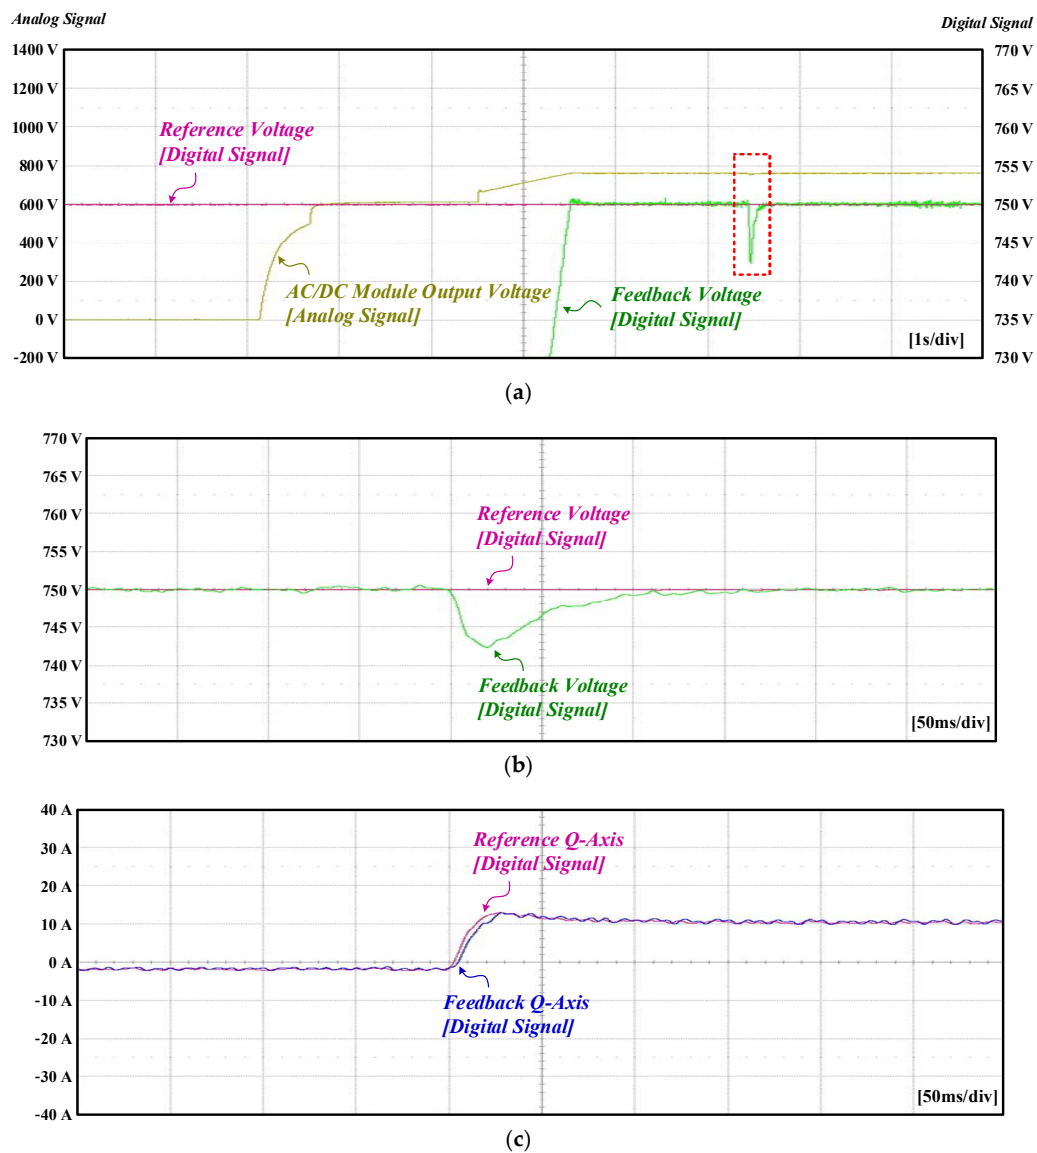 Analog Signal
Digital Signal
1400 V
1200 V
1000 V
800 V
600 V
400 V
200 V
0 V
-200 V
770 V
765 V
760 V
755 V
750 V
745 V
740 V
735 V
730 V
Reference Voltage
[Digital Signal]
AC/DC Module Output Voltage
[Analog Signal]
Feedback Voltage
[Digital Signal]
[1s/div]
(a)
770 V
765 V
760 V
755 V
750 V
745 V
740 V
735 V
730 V
Reference Voltage
[Digital Signal]
Feedback Voltage
[Digital Signal]
[50ms/div]
(b)
40 A
30 A
20 A
10 A
0 A
-10 A
-20 A
-30 A
-40 A
Reference Q-Axis
[Digital Signal]
Feedback Q-Axis
[Digital Signal]
[50ms/div]
(c)